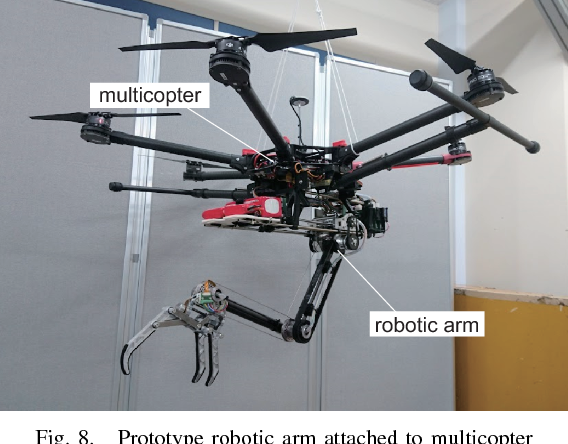 multicopter
robotic arm
Fig. 8. Prototype robotic arm attached to multicopter